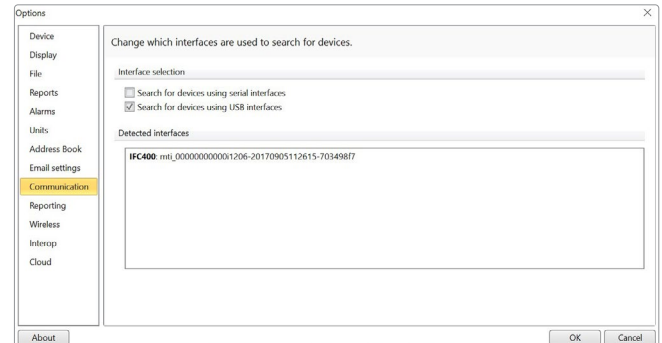 Options
Device
Display
File
Reports
Alarms
Units
Address Book
Email settings
Communication
Reporting
Wireless
Interop
Cloud
Change which interfaces are used to search for devices.
Interface selection
Search for devices using serial interfaces
Search for devices using USB interfaces
Detected interfaces
IFC400: mti_00000000000i1206-20170905112615-703498f7
About
OK
Cancel